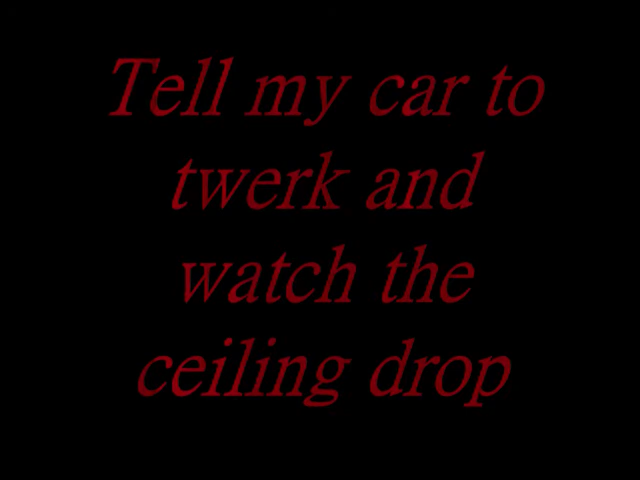 Tell my car to
twerk and
watch the
ceiling drop